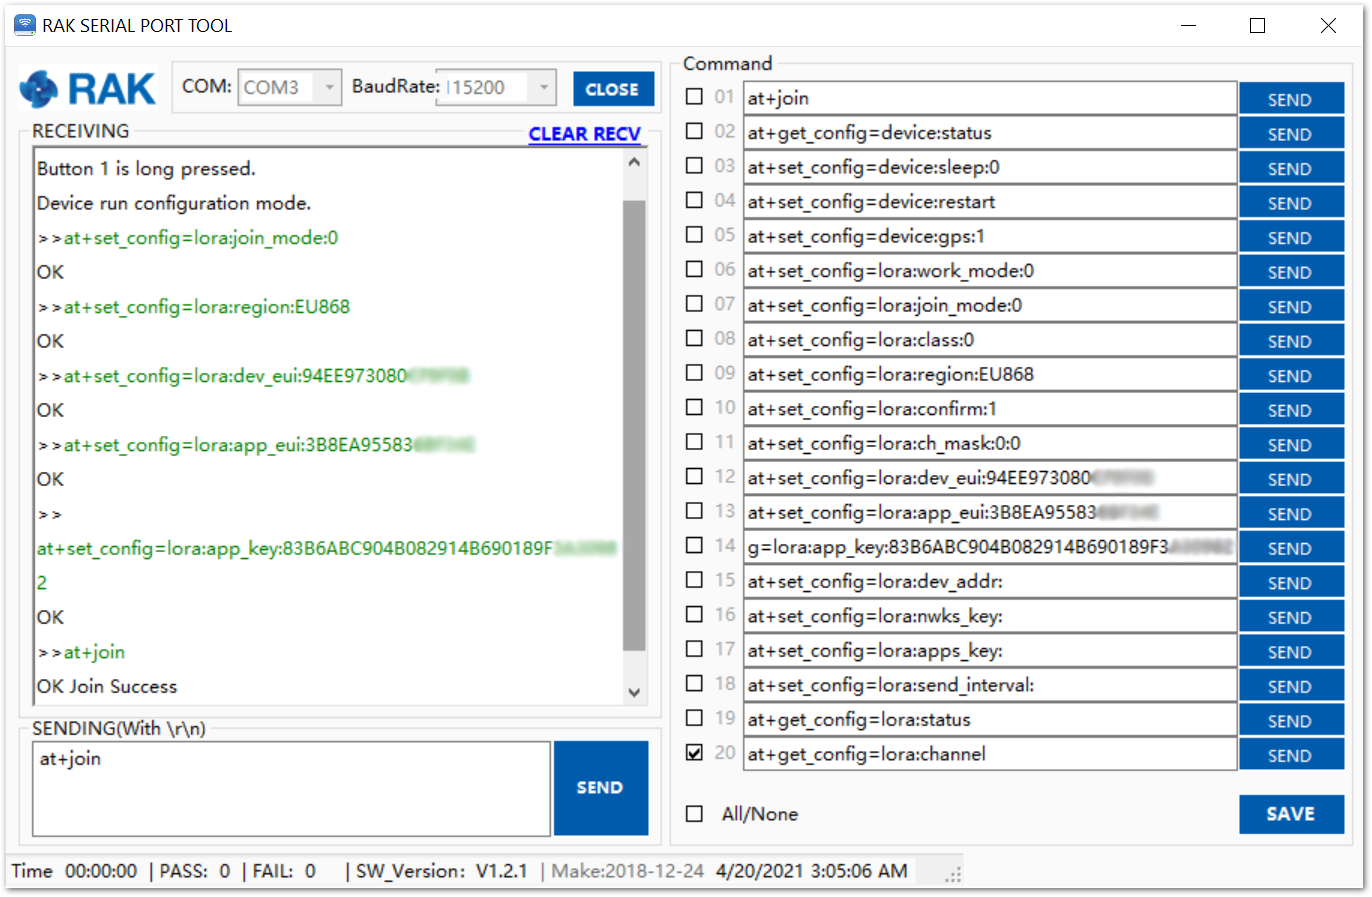 RAK SERIAL PORT TOOL
RAK
COM: COM3 BaudRate: 115200 CLOSE
RECEIVING CLEAR RECV
Button 1 is long pressed.
Device run configuration mode.
>>at+set_config=lora:join_mode:0
OK
>>at+set_config=lora:region:EU868
OK
>>at+set_config=lora:dev_eui:94EE973080
OK
>>at+set_config=lora:app_eui:3B8EA95583
OK
>>
at+set_config=lora:app_key:83B6ABC904B082914B690189F
2
OK
>>at+join
OK Join Success
SENDING(With \r\n)
at+join
SEND
Command
01 at+join SEND
02 at+get_config=device:status SEND
03 at+set_config=device:sleep:0 SEND
04 at+set_config=device:restart SEND
05 at+set_config=device:gps:1 SEND
06 at+set_config=lora:work_mode:0 SEND
07 at+set_config=lora:join_mode:0 SEND
08 at+set_config=lora:class:0 SEND
09 at+set_config=lora:region:EU868 SEND
10 at+set_config=lora:confirm:1 SEND
11 at+set_config=lora:ch_mask:0:0 SEND
12 at+set_config=lora:dev_eui:94EE973080 SEND
13 at+set_config=lora:app_eui:3B8EA95583 SEND
14 g=lora:app_key:83B6ABC904B082914B690189F3 SEND
15 at+set_config=lora:dev_addr: SEND
16 at+set_config=lora:nwks_key: SEND
17 at+set_config=lora:apps_key: SEND
18 at+set_config=lora:send_interval: SEND
19 at+get_config=lora:status SEND
20 at+get_config=lora:channel SEND
All/None SAVE
Time 00:00:00 | PASS: 0 | FAIL: 0 | SW_Version: V1.2.1 | Make:2018-12-24 4/20/2021 3:05:06 AM